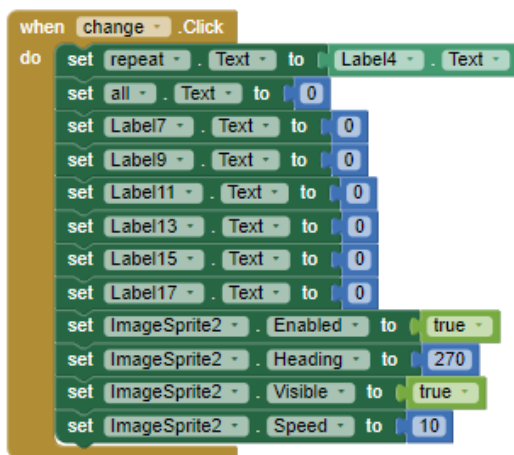 when change .Click
do set repeat . Text to Label4 . Text
set all . Text to 0
set Label7 . Text to 0
set Label9 . Text to 0
set Label11 . Text to 0
set Label13 . Text to 0
set Label15 . Text to 0
set Label17 . Text to 0
set ImageSprite2 . Enabled to true
set ImageSprite2 . Heading to 270
set ImageSprite2 . Visible to true
set ImageSprite2 . Speed to 10